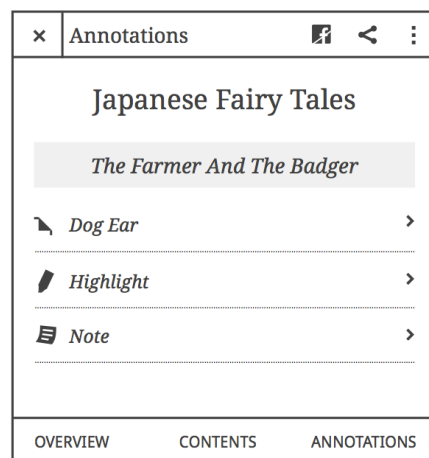 Annotations
Japanese Fairy Tales
The Farmer And The Badger
Dog Ear
Highlight
Note
OVERVIEW CONTENTS ANNOTATIONS